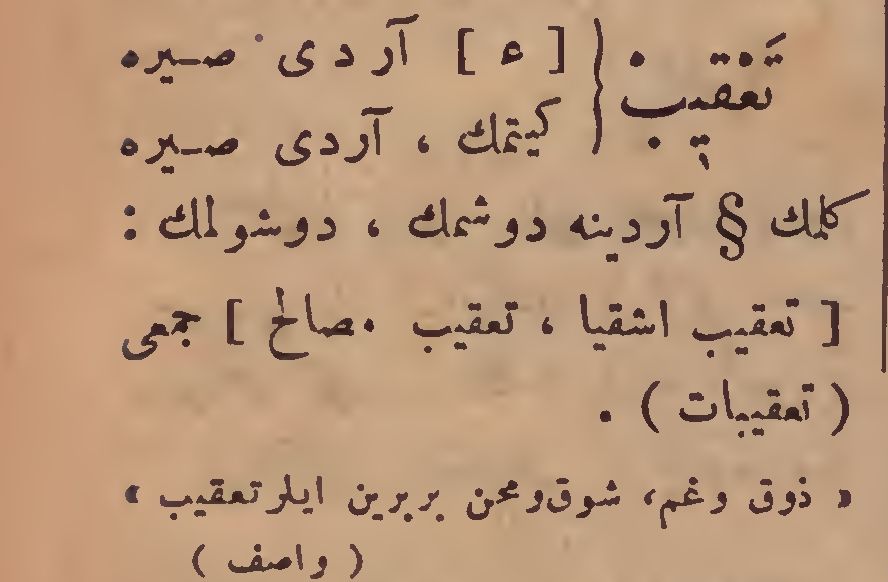 تَعْقِيبْ { [ ع ] آردی صیره
کیتمك ، آردی صیره
کلمك § آردینه دوشمك ، دوشولمك :
[ تعقیب اشقیا ، تعقیب مصالح ] جمعی
( تعقیبات ) .
« ذوق وغم، شوق ومحن بربرین ایلر تعقیب »
( واصف )